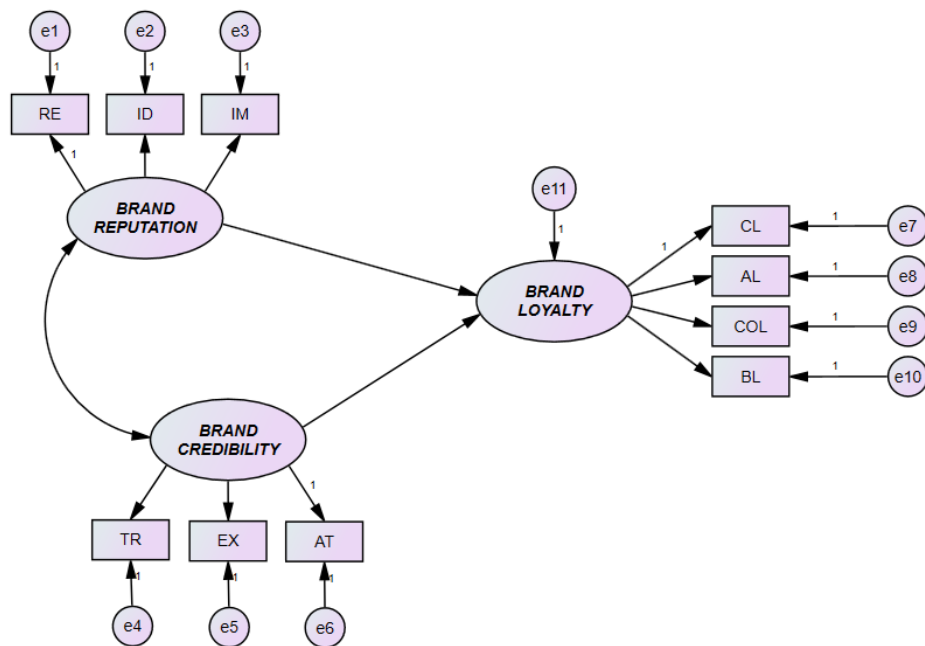 e1 e2 e3
1 1 1
RE ID IM
1
BRAND
REPUTATION
e11
1
BRAND
LOYALTY
1
CL 1 e7
AL 1 e8
COL 1 e9
BL 1 e10
BRAND
CREDIBILITY
1
TR EX AT
1 1 1
e4 e5 e6